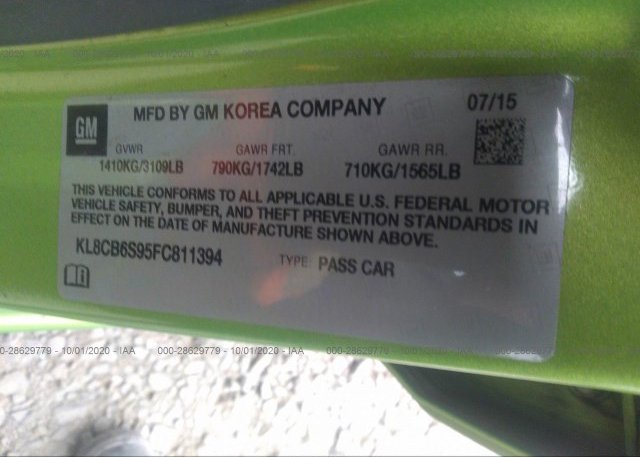 GM
MFD BY GM KOREA COMPANY
07/15
GVWR GAWR FRT. GAWR RR.
1410KG/3109LB 790KG/1742LB 710KG/1565LB
THIS VEHICLE CONFORMS TO ALL APPLICABLE U.S. FEDERAL MOTOR
VEHICLE SAFETY, BUMPER, AND THEFT PREVENTION STANDARDS IN
EFFECT ON THE DATE OF MANUFACTURE SHOWN ABOVE.
KL8CB6S95FC811394 TYPE: PASS CAR
000-28629779 - 10/01/2020 - IAA